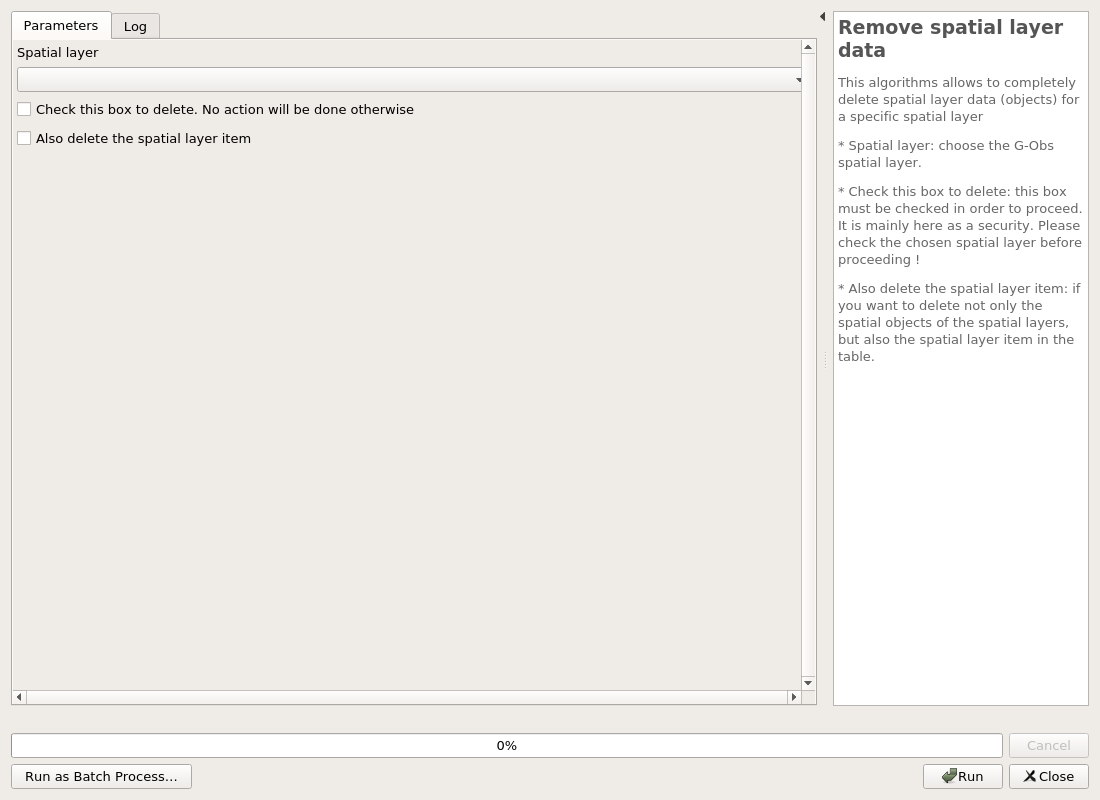 Parameters
Log
Spatial layer
Check this box to delete. No action will be done otherwise
Also delete the spatial layer item
Remove spatial layer
data
This algorithms allows to completely
delete spatial layer data (objects) for
a specific spatial layer
* Spatial layer: choose the G-Obs
spatial layer.
* Check this box to delete: this box
must be checked in order to proceed.
It is mainly here as a security. Please
check the chosen spatial layer before
proceeding !
* Also delete the spatial layer item: if
you want to delete not only the
spatial objects of the spatial layers,
but also the spatial layer item in the
table.
0%
Cancel
Run as Batch Process…
Run
Close